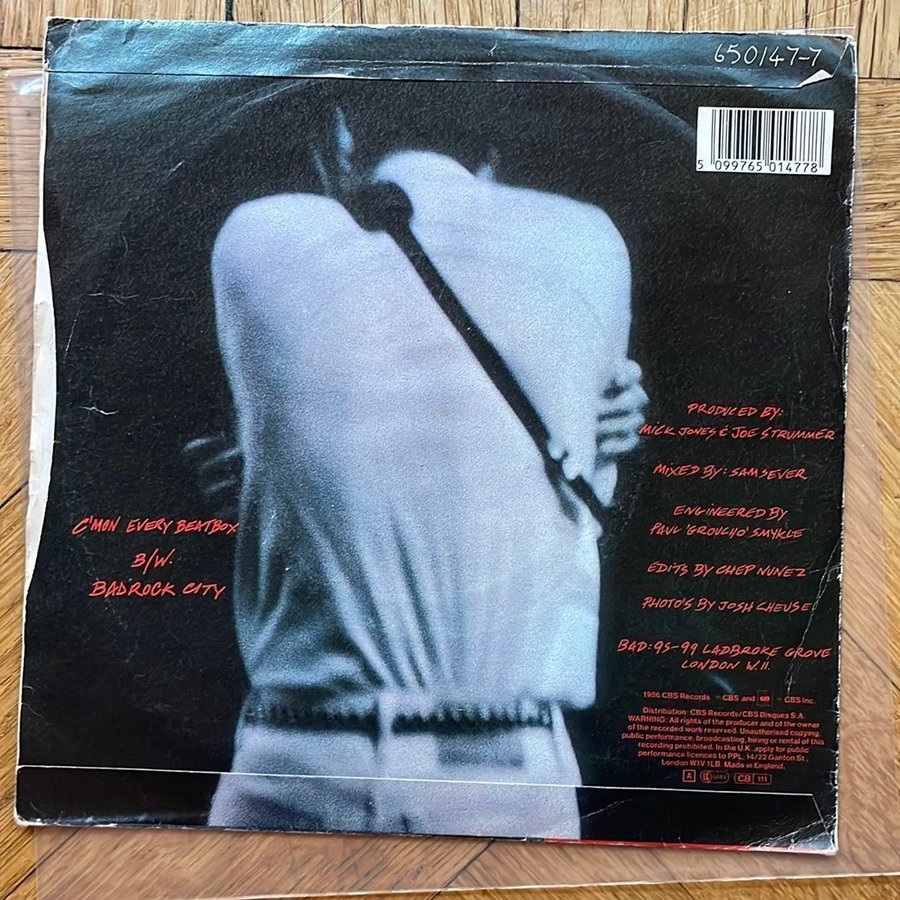 650147-7
5 099765 014778
PRODUCED BY:
MICK JONES & JOE STRUMMER
MIXED BY: SAM SEVER
ENGINEERED BY
PAUL 'GROUCHO' SMYKLE
EDITS BY CHEP NUNEZ
PHOTO'S BY JOSH CHEUSE
BAD: 95-99 LADBROKE GROVE
LONDON W.11.
C'MON EVERY BEATBOX
B/W.
BADROCK CITY
1986 CBS Records CBS and CBS Inc.
Distribution: CBS Records/CBS Disques S.A.
WARNING: All rights of the producer and of the owner
of the recorded work reserved. Unauthorised copying,
public performance, broadcasting, hiring or rental of this
recording prohibited. In the U.K. apply for public
performance licences to PPL, 14/22 Ganton St.,
London W1V 1LB. Made in England.
A CB 111